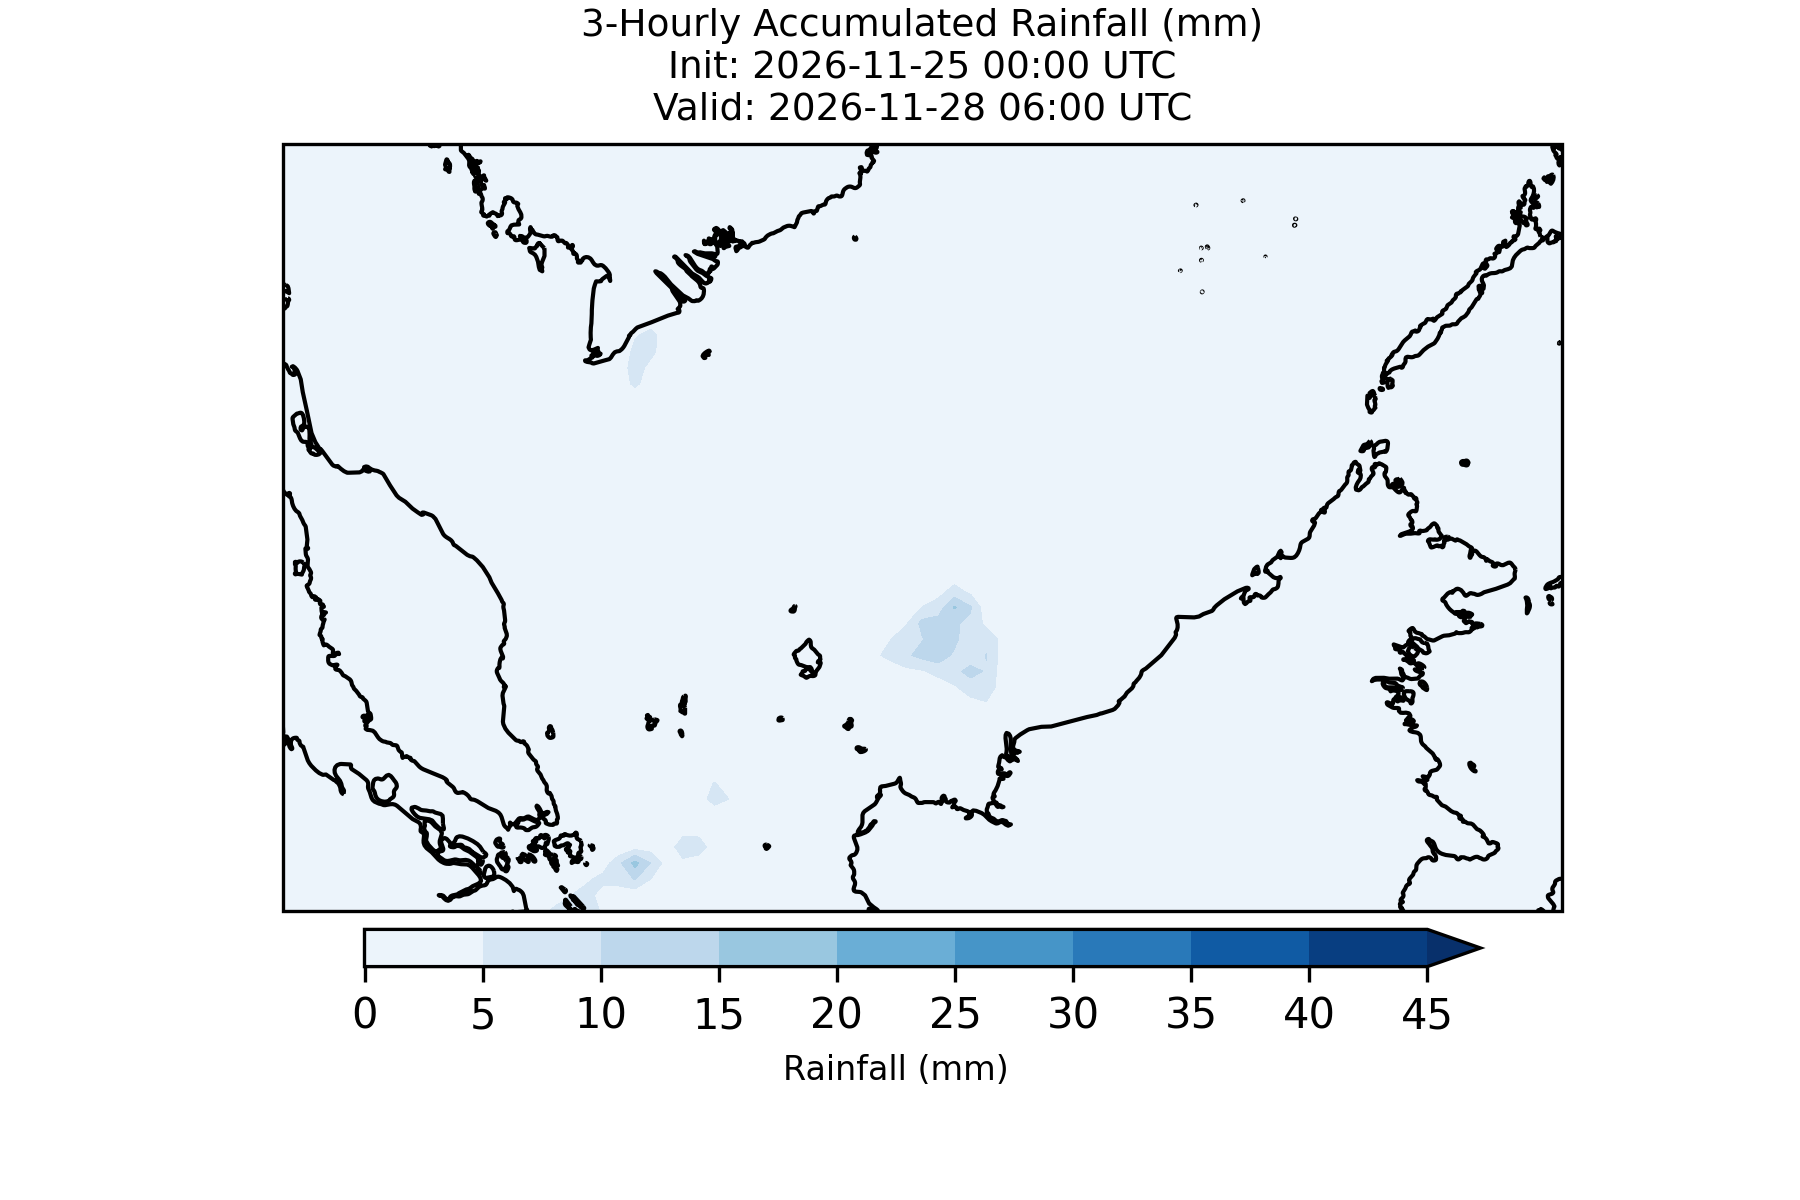 3-Hourly Accumulated Rainfall (mm)
Init: 2026-11-25 00:00 UTC
Valid: 2026-11-28 06:00 UTC
0 5 10 15 20 25 30 35 40 45
Rainfall (mm)